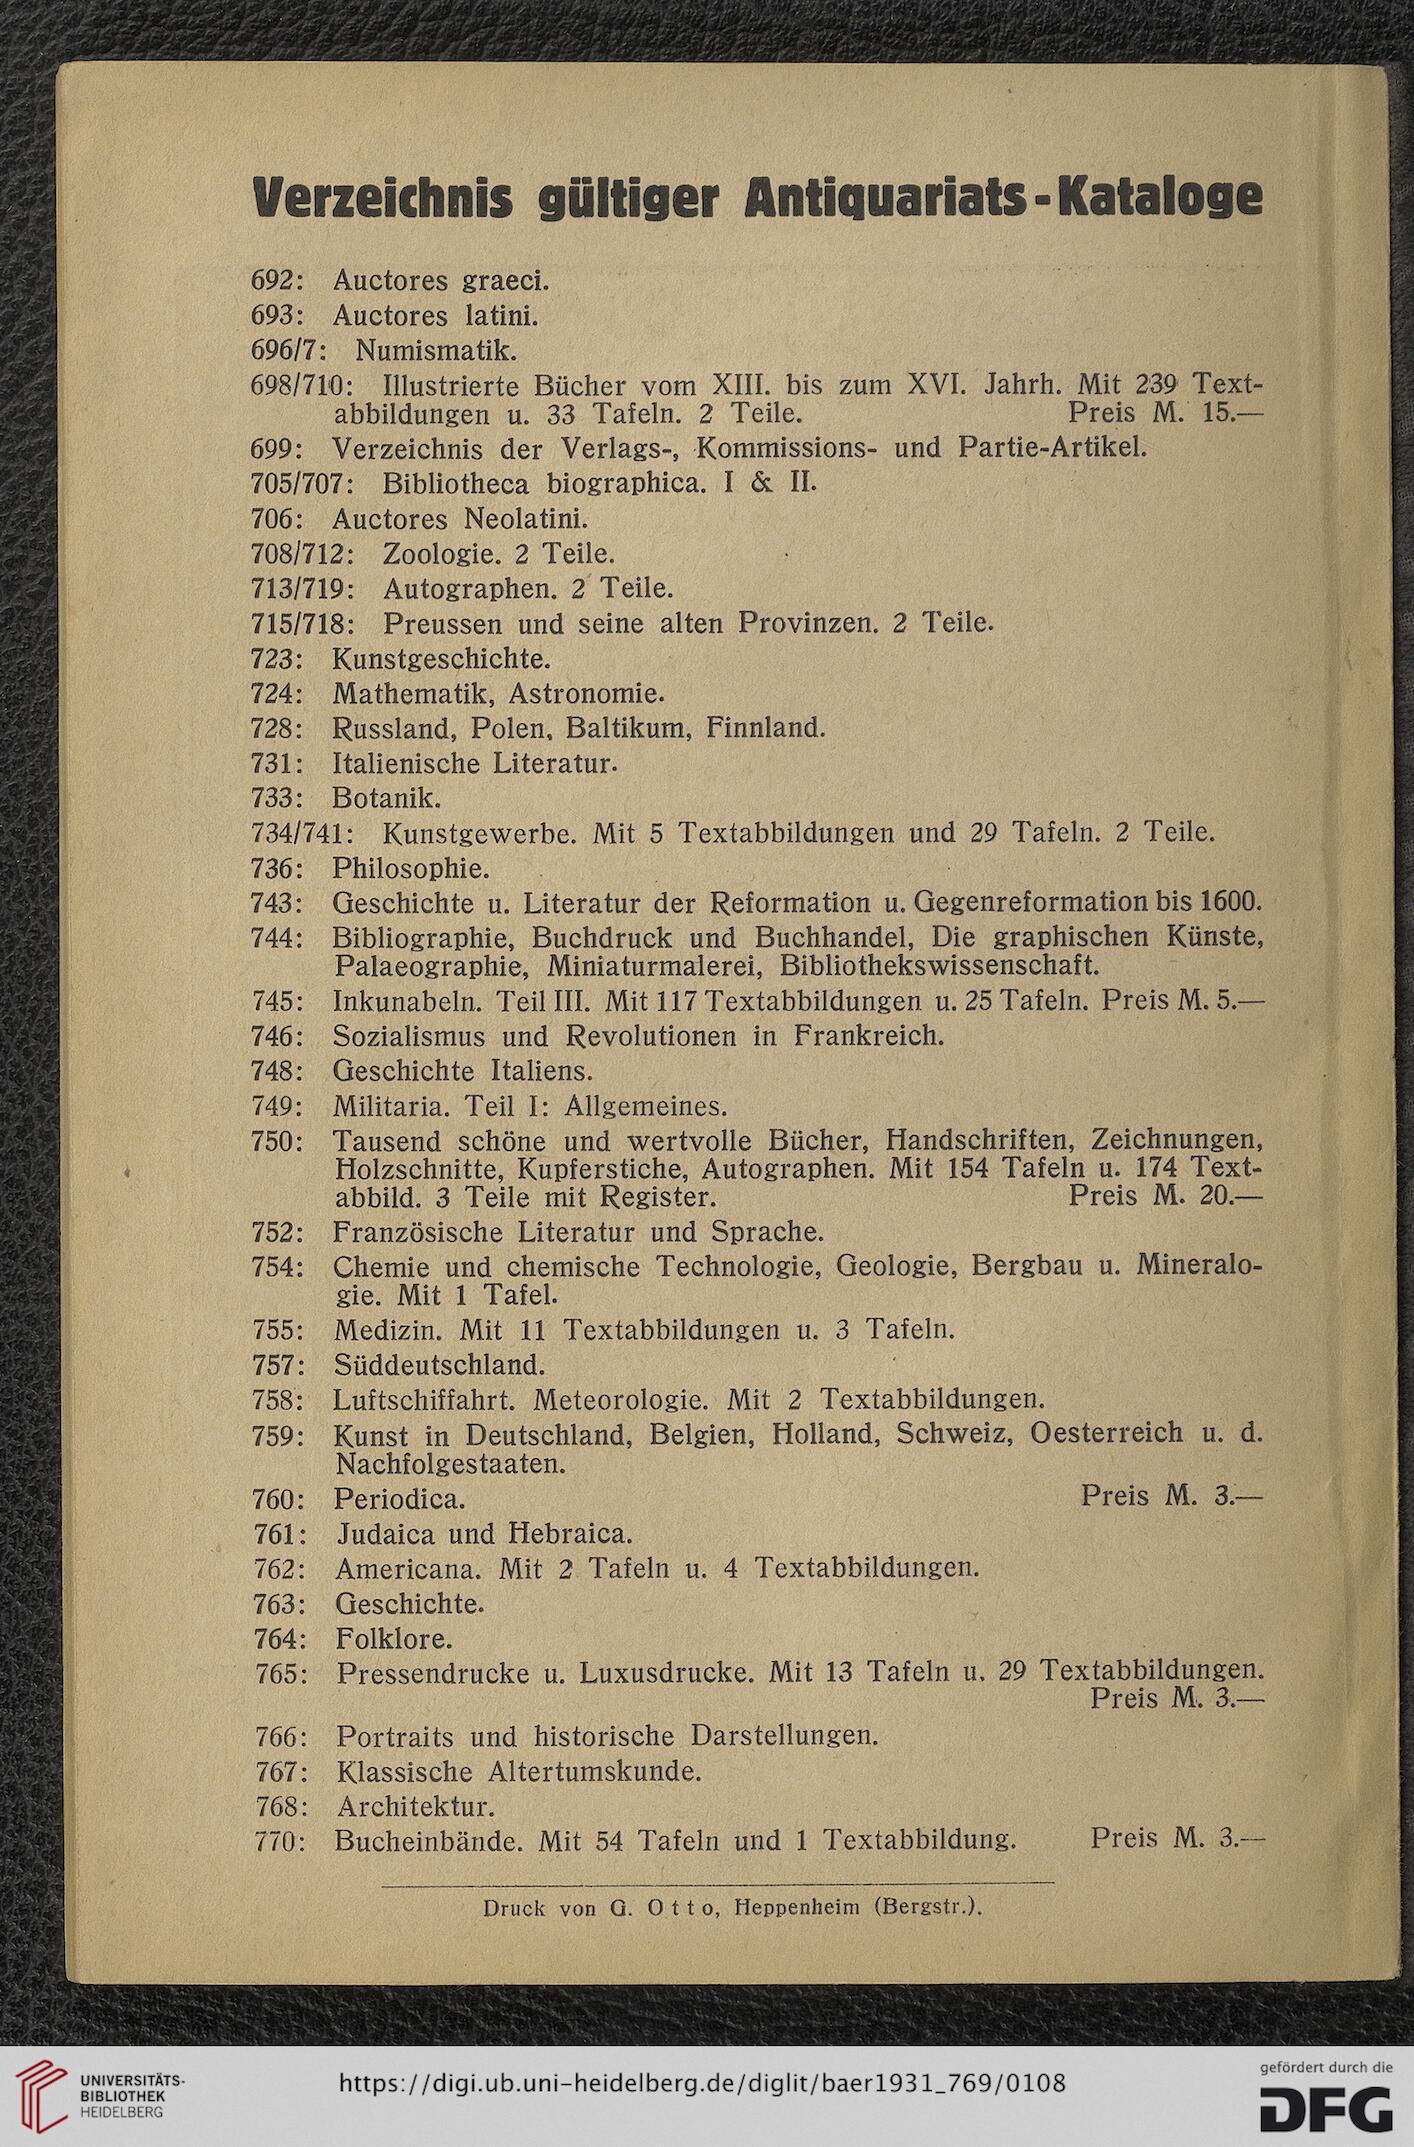 Verzeichnis gültiger Antiquariats-Kataloge
692: Auctores graeci.
693: Auctores latini.
696/7: Numismatik.
698/710: Illustrierte Bücher vom XIII. bis zum XVI. Jahrh. Mit 239 Text-
abbildungen u. 33 Tafeln. 2 Teile. Preis M. 15.—
699: Verzeichnis der Verlags-, Kommissions- und Partie-Artikel.
705/707: Bibliotheca biographica. I & II.
706: Auctores Neolatini.
708/712: Zoologie. 2 Teile.
713/719: Autographen. 2 Teile.
715/718: Preussen und seine alten Provinzen. 2 Teile.
723: Kunstgeschichte.
724: Mathematik, Astronomie.
728: Russland, Polen, Baltikum, Finnland.
731: Italienische Literatur.
733: Botanik.
734/741: Kunstgewerbe. Mit 5 Textabbildungen und 29 Tafeln. 2 Teile.
736: Philosophie.
743: Geschichte u. Literatur der Reformation u. Gegenreformation bis 1600.
744: Bibliographie, Buchdruck und Buchhandel, Die graphischen Künste,
Palaeographie, Miniaturmalerei, Bibliothekswissenschaft.
745: Inkunabeln. Teil III. Mit 117 Textabbildungen u. 25 Tafeln. Preis M. 5.—
746: Sozialismus und Revolutionen in Frankreich.
748: Geschichte Italiens.
749: Militaria. Teil I: Allgemeines.
750: Tausend schöne und wertvolle Bücher, Handschriften, Zeichnungen,
Holzschnitte, Kupferstiche, Autographen. Mit 154 Tafeln u. 174 Text-
abbild. 3 Teile mit Register. Preis M. 20.—
752: Französische Literatur und Sprache.
754: Chemie und chemische Technologie, Geologie, Bergbau u. Mineralo-
gie. Mit 1 Tafel.
755: Medizin. Mit 11 Textabbildungen u. 3 Tafeln.
757: Süddeutschland.
758: Luftschiffahrt. Meteorologie. Mit 2 Textabbildungen.
759: Kunst in Deutschland, Belgien, Holland, Schweiz, Oesterreich u. d.
Nachfolgestaaten.
760: Periodica. Preis M. 3.—
761: Judaica und Hebraica.
762: Americana. Mit 2 Tafeln u. 4 Textabbildungen.
763: Geschichte.
764: Folklore.
765: Pressendrucke u. Luxusdrucke. Mit 13 Tafeln u. 29 Textabbildungen.
Preis M. 3.—
766: Portraits und historische Darstellungen.
767: Klassische Altertumskunde.
768: Architektur.
770: Bucheinbände. Mit 54 Tafeln und 1 Textabbildung. Preis M. 3.—
Druck von G. Otto, Heppenheim (Bergstr.).
UNIVERSITÄTS-
BIBLIOTHEK
HEIDELBERG
https://digi.ub.uni-heidelberg.de/diglit/baer1931_769/0108
gefördert durch die
DFG